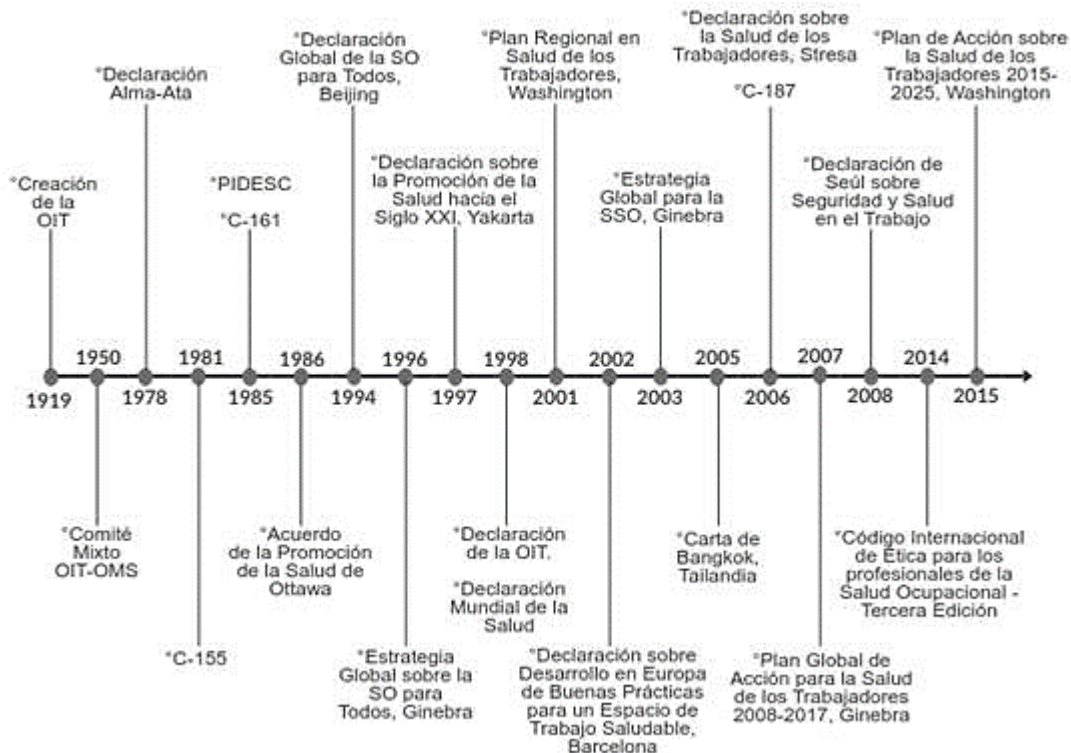 °Creación
de la
OIT
°Declaración
Alma-Ata
°PIDESC
°C-161
°Declaración
Global de la SO
para Todos,
Beijing
°Declaración sobre
la Promoción de la
Salud hacia el
Siglo XXI, Yakarta
°Plan Regional en
Salud de los
Trabajadores,
Washington
°Estrategia
Global para la
SSO, Ginebra
°Declaración sobre
la Salud de los
Trabajadores, Stresa
°C-187
°Declaración de
Seúl sobre
Seguridad y Salud
en el Trabajo
°Plan de Acción sobre
la Salud de los
Trabajadores 2015-
2025, Washington
1950
1981
1986
1996
1998
2002
2005
2007
2014
1919
1978
1985
1994
1997
2001
2003
2006
2008
2015
°Comité
Mixto
OIT-OMS
°C-155
°Acuerdo
de la Promoción
de la Salud de
Ottawa
°Estrategia
Global sobre la
SO para
Todos, Ginebra
°Declaración
de la OIT.
°Declaración
Mundial de la
Salud
°Declaración sobre
Desarrollo en Europa
de Buenas Prácticas
para un Espacio de
Trabajo Saludable,
Barcelona
°Carta de
Bangkok,
Tailandia
°Plan Global de
Acción para la Salud
de los Trabajadores
2008-2017, Ginebra
°Código Internacional
de Ética para los
profesionales de la
Salud Ocupacional -
Tercera Edición